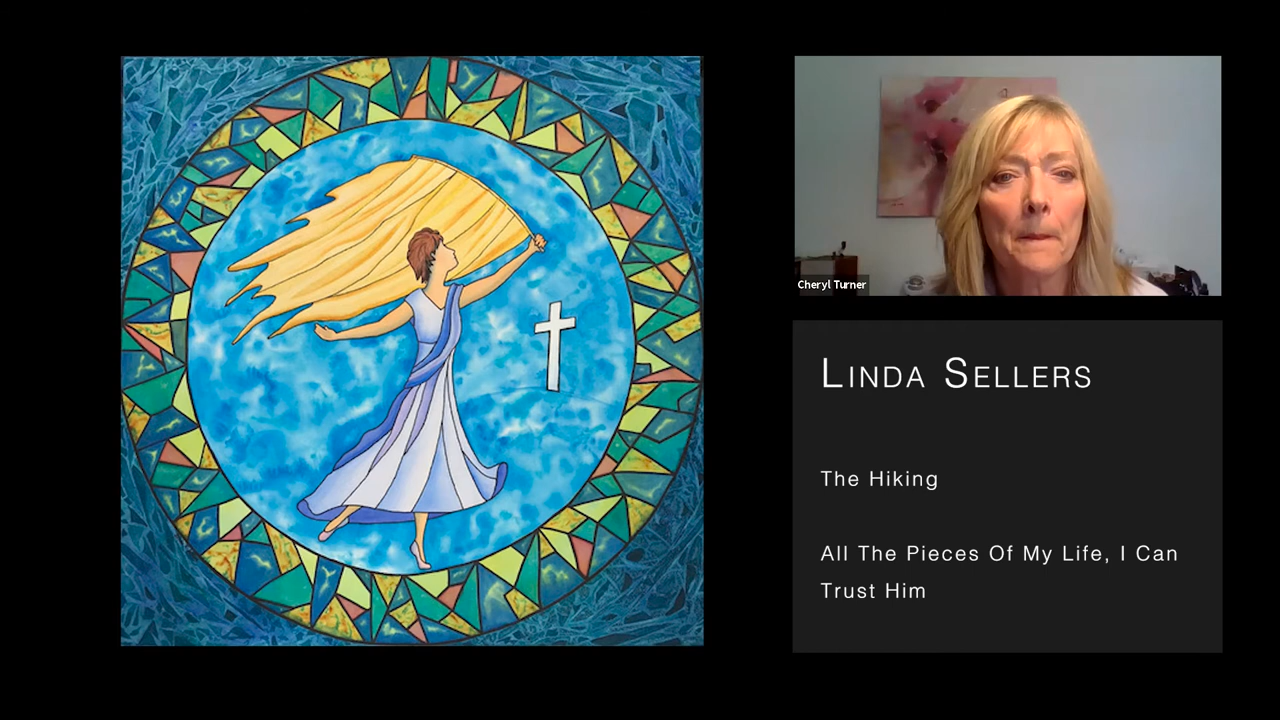 Cheryl Turner
Linda Sellers
The Hiking
All The Pieces Of My Life, I Can
Trust Him